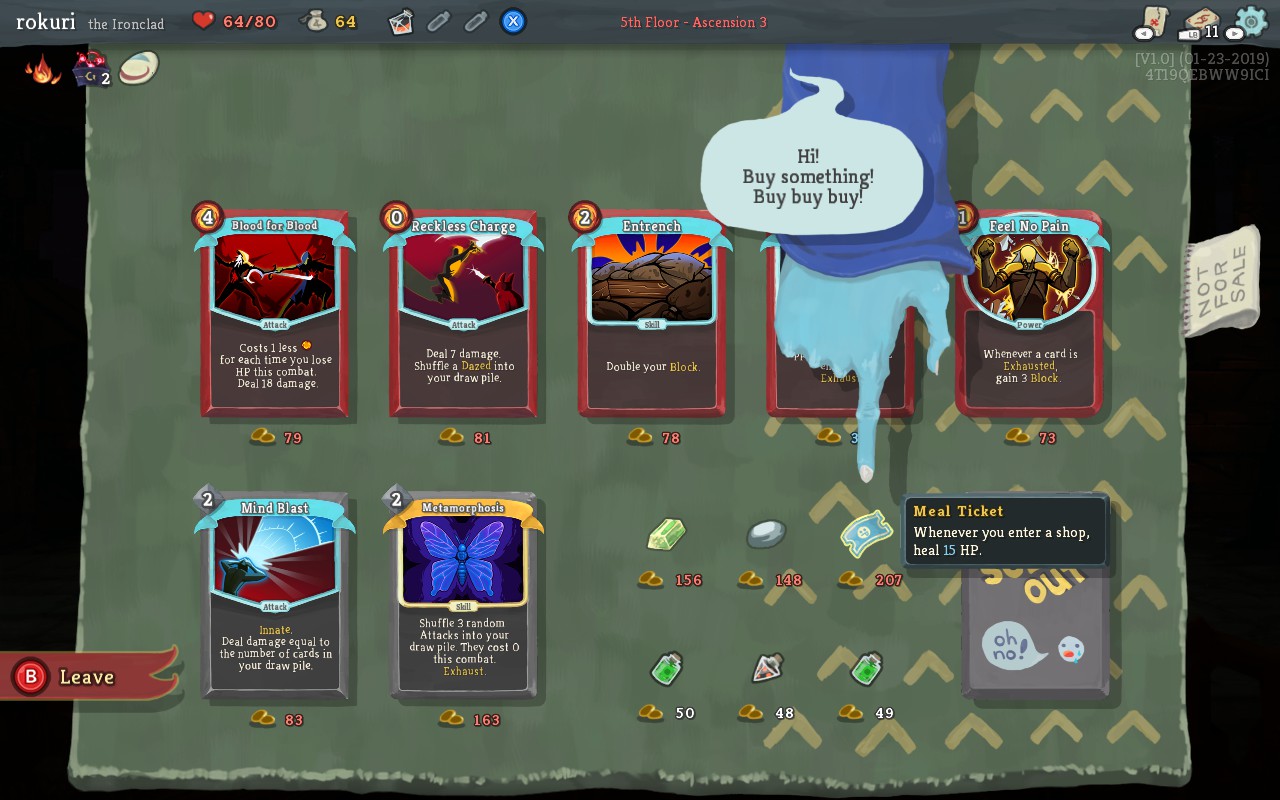 rokuri the Ironclad 64/80 64 X 5th Floor - Ascension 3 11
2
[V1.0] (01-23-2019)
4T19QEBWW9ICI
Hi!
Buy something!
Buy buy buy!
NOT
FOR
SALE
4
Blood for Blood
Attack
Costs 1 less
for each time you lose
HP this combat.
Deal 18 damage.
79
0
Reckless Charge
Attack
Deal 7 damage.
Shuffle a Dazed into
your draw pile.
81
2
Entrench
Skill
Double your Block.
78
Exhaust
3
1
Feel No Pain
Power
Whenever a card is
Exhausted,
gain 3 Block.
73
2
Mind Blast
Attack
Innate.
Deal damage equal to
the number of cards in
your draw pile.
83
2
Metamorphosis
Skill
Shuffle 3 random
Attacks into your
draw pile. They cost 0
this combat.
Exhaust.
163
156 148 207
Meal Ticket
Whenever you enter a shop,
heal 15 HP.
out
oh
no!
50 48 49
B Leave